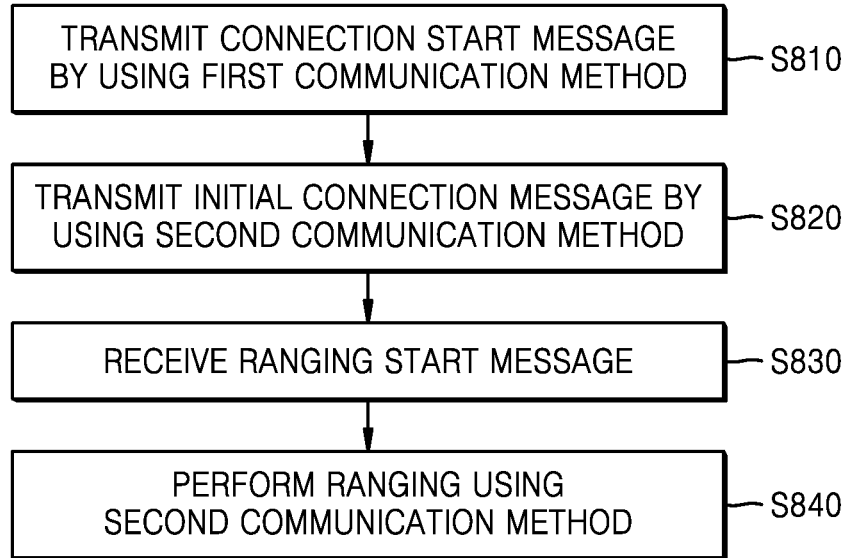 TRANSMIT CONNECTION START MESSAGE
BY USING FIRST COMMUNICATION METHOD
S810
TRANSMIT INITIAL CONNECTION MESSAGE BY
USING SECOND COMMUNICATION METHOD
S820
RECEIVE RANGING START MESSAGE
S830
PERFORM RANGING USING
SECOND COMMUNICATION METHOD
S840